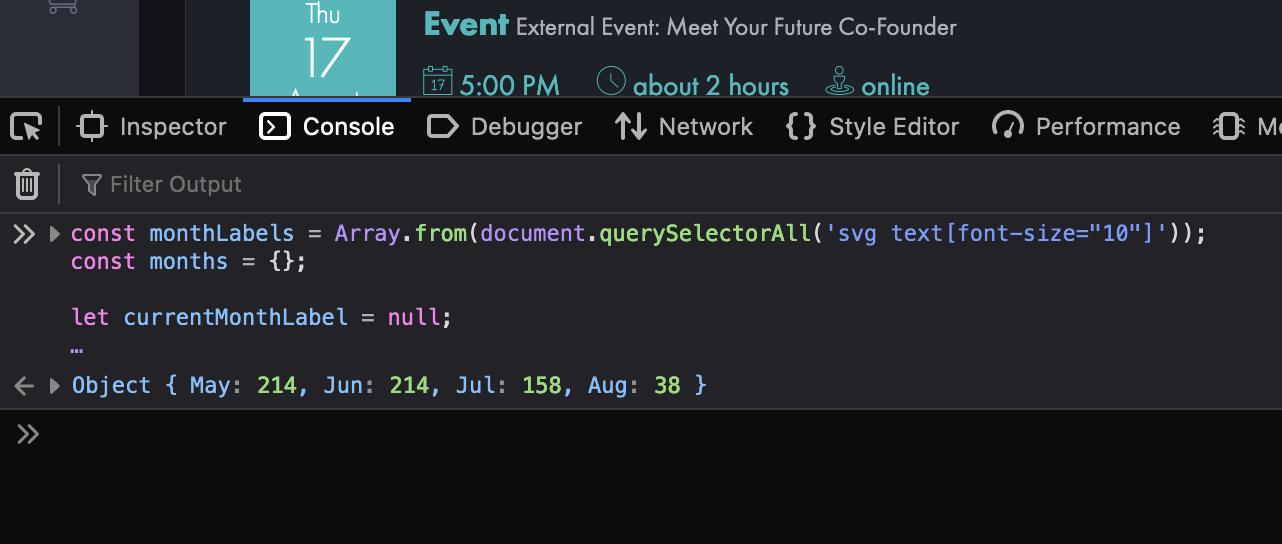 Thu
17
Event External Event: Meet Your Future Co-Founder
17 5:00 PM about 2 hours online
Inspector Console Debugger Network {} Style Editor Performance
Filter Output
const monthLabels = Array.from(document.querySelectorAll('svg text[font-size="10"]'));
const months = {};
let currentMonthLabel = null;
…
Object { May: 214, Jun: 214, Jul: 158, Aug: 38 }